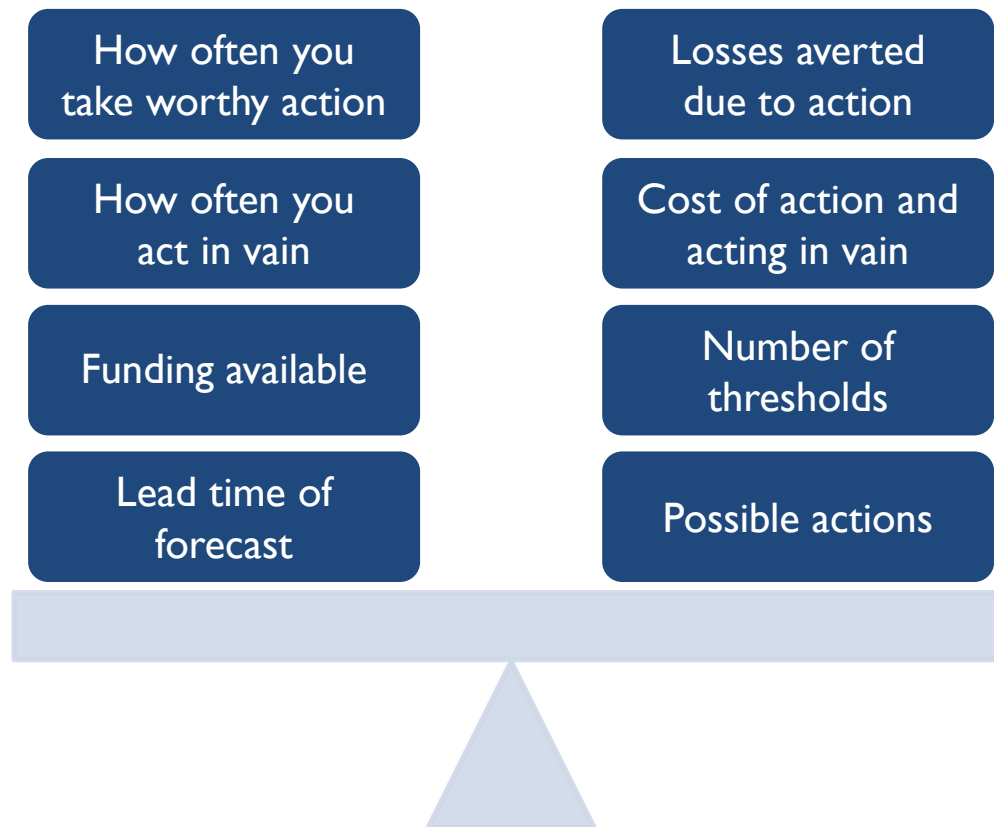 How often you
take worthy action
How often you
act in vain
Funding available
Lead time of
forecast
Losses averted
due to action
Cost of action and
acting in vain
Number of
thresholds
Possible actions